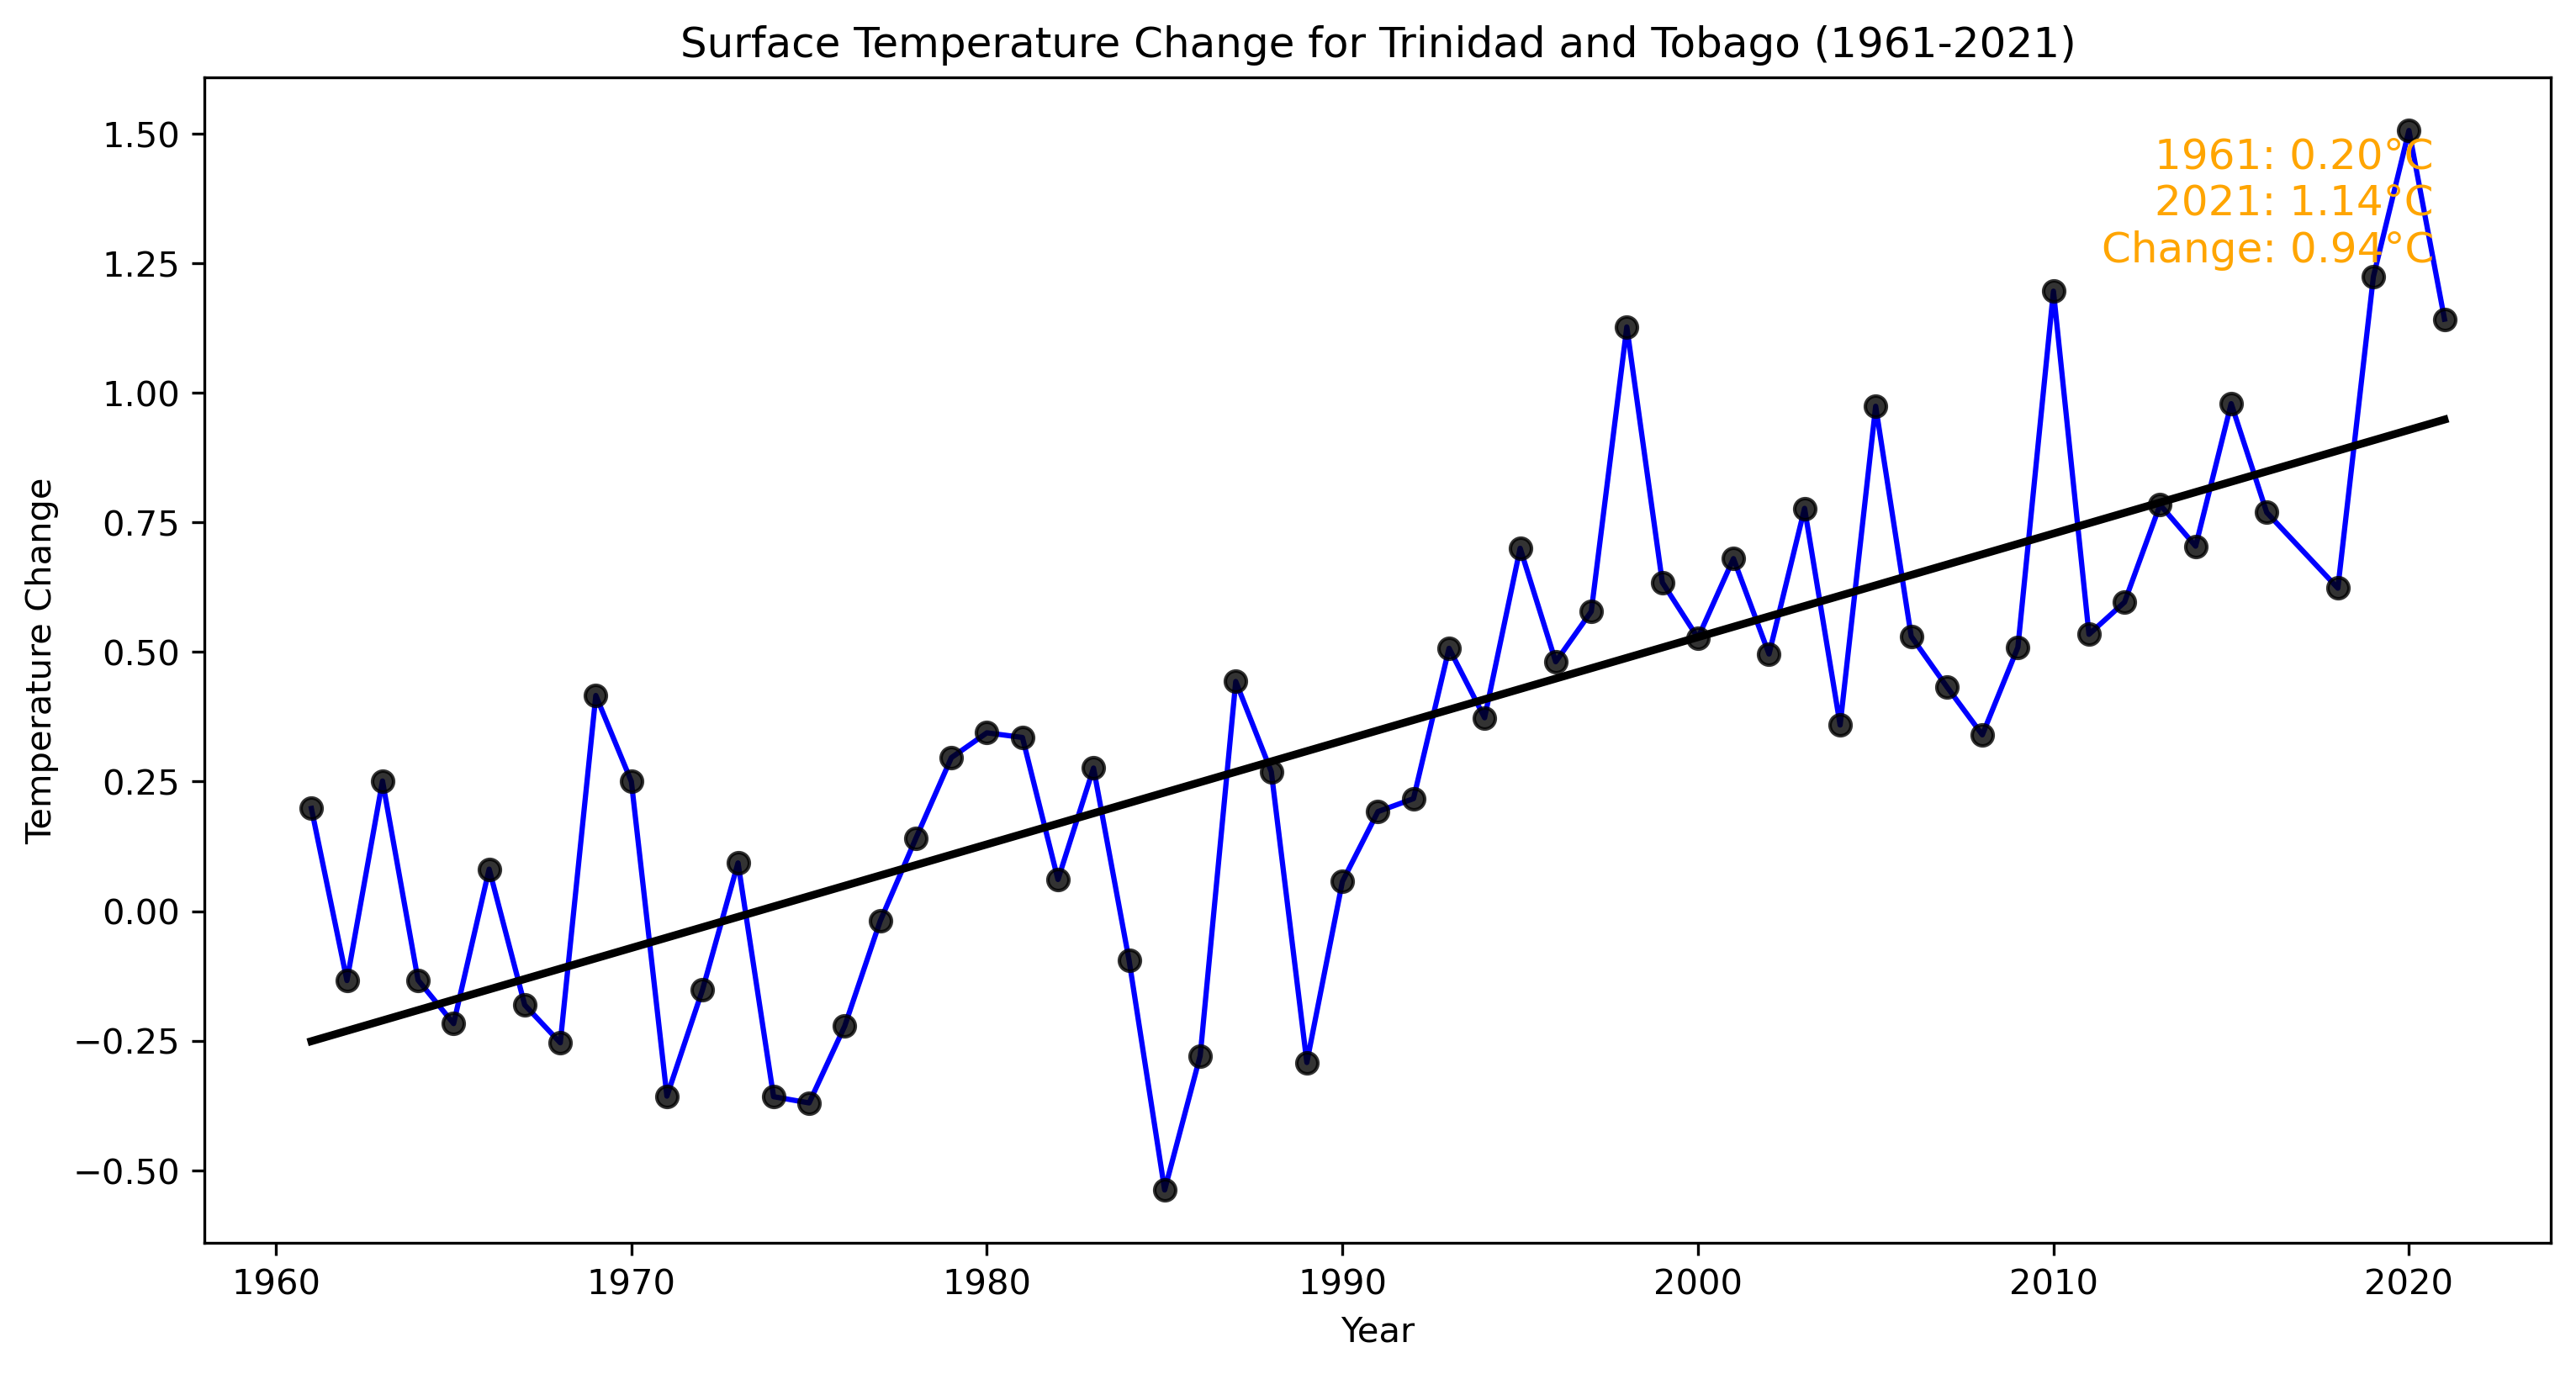 Surface Temperature Change for Trinidad and Tobago (1961-2021)
1961: 0.20°C
2021: 1.14°C
Change: 0.94°C
Temperature Change
1.50
1.25
1.00
0.75
0.50
0.25
0.00
−0.25
−0.50
1960 1970 1980 1990 2000 2010 2020
Year